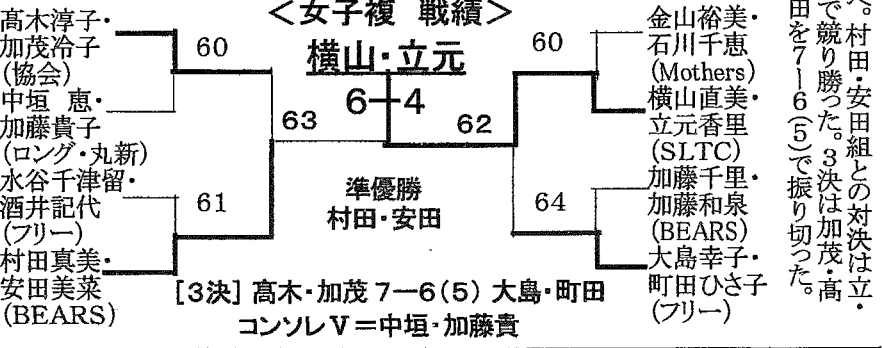 <女子複 戦績>
髙木淳子・
加茂冷子
(協会)
中垣 恵・
加藤貴子
(ロング・丸新)
水谷千津留・
酒井記代
(フリー)
村田真美・
安田美菜
(BEARS)
60
61
63
横山・立元
6―4
62
準優勝
村田・安田
60
64
金山裕美・
石川千恵
(Mothers)
横山直美・
立元香里
(SLTC)
加藤千里・
加藤和泉
(BEARS)
大島幸子・
町田ひさ子
(フリー)
[3決] 髙木・加茂 7―6(5) 大島・町田
コンソレV=中垣・加藤貴
へ。村田・安田組との対決は立・
で競り勝った。3決は加茂・髙
田を7―6(5)で振り切った。